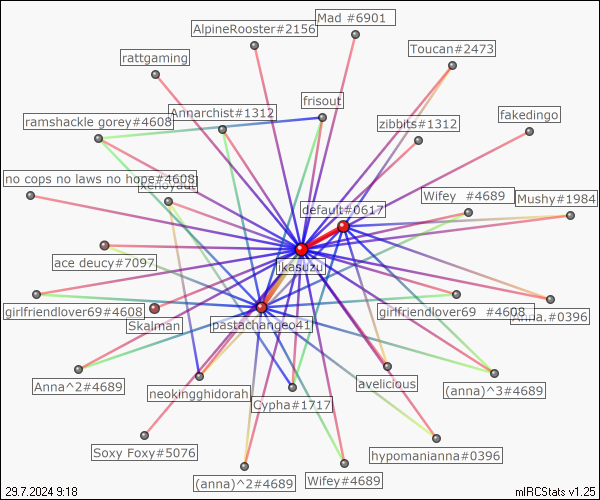 Mad #6901
AlpineRooster#2156
Toucan#2473
rattgaming
frisout
Annarchist#1312
fakedingo
ramshackle gorey#4608
zibbits#1312
no cops no laws no hope#4608
xenoyaut
Wifey #4689
Mushy#1984
default#0617
ace deucy#7097
ikasuzu
girlfriendlover69#4608
girlfriendlover69 #4608
Anna.#0396
Skalman
pastachangeo41
Anna^2#4689
neokingghidorah
avelicious
(anna)^3#4689
Cypha#1717
Soxy Foxy#5076
hypomanianna#0396
(anna)^2#4689
Wifey#4689
29.7.2024 9:18
mIRCStats v1.25